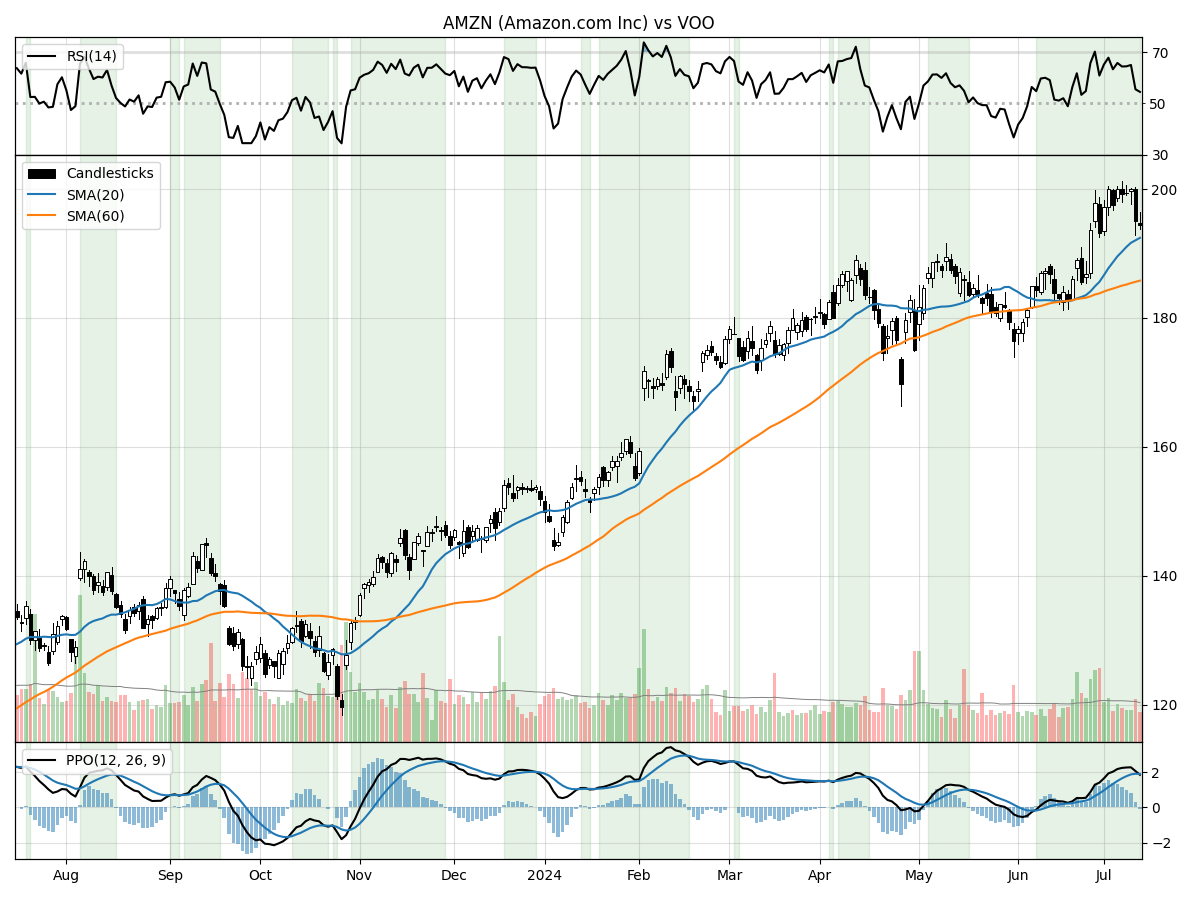 AMZN (Amazon.com Inc) vs VOO
RSI(14)
70
50
30
Candlesticks
SMA(20)
SMA(60)
200
180
160
140
120
PPO(12, 26, 9)
2
0
−2
Aug Sep Oct Nov Dec 2024 Feb Mar Apr May Jun Jul